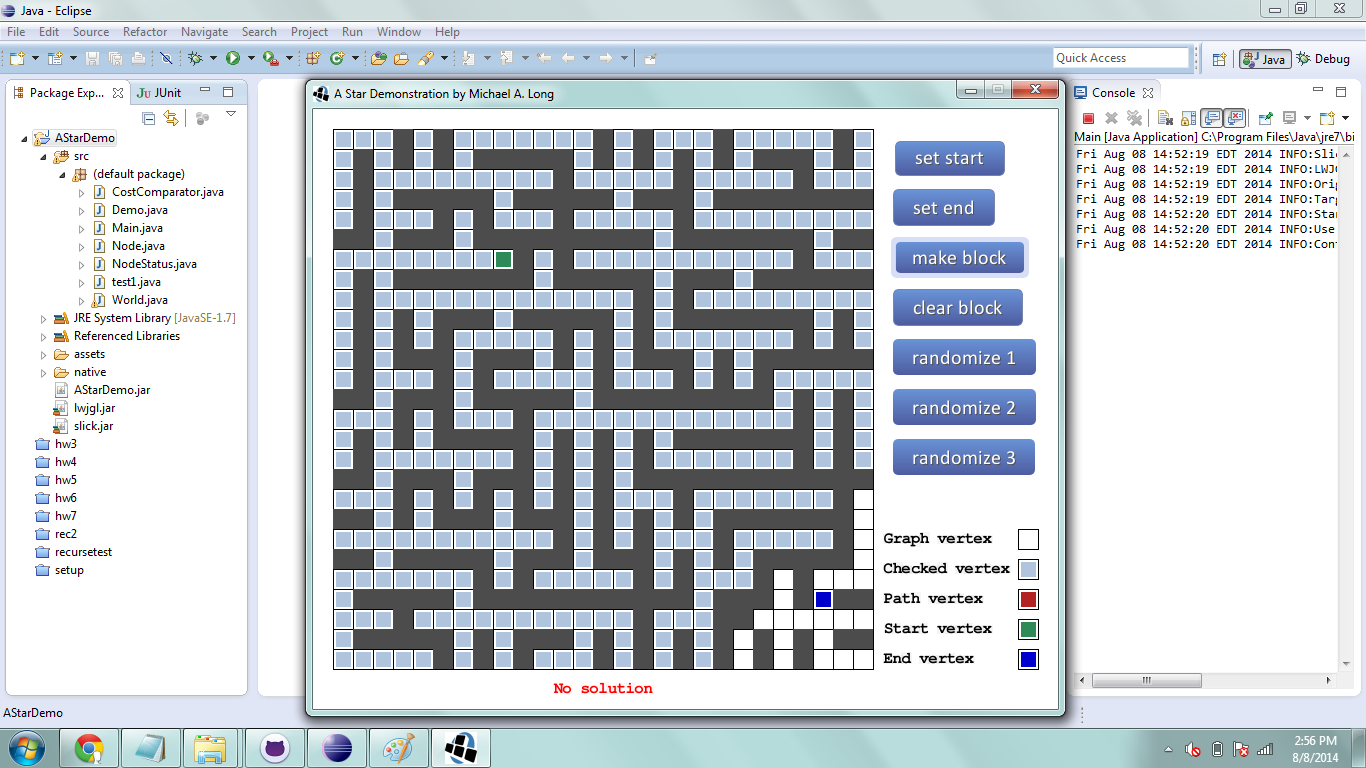 Java - Eclipse
File Edit Source Refactor Navigate Search Project Run Window Help
Quick Access
Java
Debug
Package Exp...
JUnit
AStarDemo
src
(default package)
CostComparator.java
Demo.java
Main.java
Node.java
NodeStatus.java
test1.java
World.java
JRE System Library [JavaSE-1.7]
Referenced Libraries
assets
native
AStarDemo.jar
lwjgl.jar
slick.jar
hw3
hw4
hw5
hw6
hw7
rec2
recursetest
setup
A Star Demonstration by Michael A. Long
set start
set end
make block
clear block
randomize 1
randomize 2
randomize 3
Graph vertex
Checked vertex
Path vertex
Start vertex
End vertex
No solution
Console
Main [Java Application] C:\Program Files\Java\jre7\bi
Fri Aug 08 14:52:19 EDT 2014 INFO:Slic
Fri Aug 08 14:52:19 EDT 2014 INFO:LWJG
Fri Aug 08 14:52:19 EDT 2014 INFO:Orig
Fri Aug 08 14:52:19 EDT 2014 INFO:Targ
Fri Aug 08 14:52:20 EDT 2014 INFO:Star
Fri Aug 08 14:52:20 EDT 2014 INFO:Use
Fri Aug 08 14:52:20 EDT 2014 INFO:Cont
AStarDemo
2:56 PM
8/8/2014